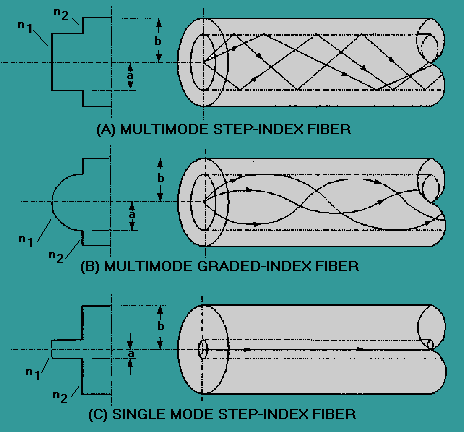 n1
n2
b
a
(A) MULTIMODE STEP-INDEX FIBER
b
a
n1
n2
(B) MULTIMODE GRADED-INDEX FIBER
b
a
n1
n2
(C) SINGLE MODE STEP-INDEX FIBER